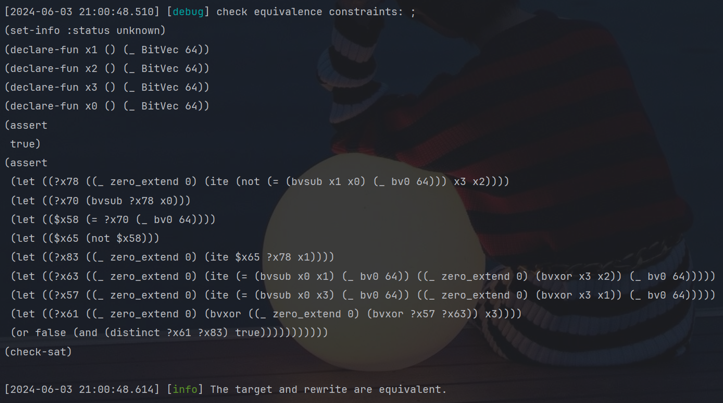 [2024-06-03 21:00:48.510] [debug] check equivalence constraints: ;
(set-info :status unknown)
(declare-fun x1 () (_ BitVec 64))
(declare-fun x2 () (_ BitVec 64))
(declare-fun x3 () (_ BitVec 64))
(declare-fun x0 () (_ BitVec 64))
(assert
 true)
(assert
 (let ((?x78 ((_ zero_extend 0) (ite (not (= (bvsub x1 x0) (_ bv0 64))) x3 x2))))
 (let ((?x70 (bvsub ?x78 x0)))
 (let (($x58 (= ?x70 (_ bv0 64))))
 (let (($x65 (not $x58)))
 (let ((?x83 ((_ zero_extend 0) (ite $x65 ?x78 x1))))
 (let ((?x63 ((_ zero_extend 0) (ite (= (bvsub x0 x1) (_ bv0 64)) ((_ zero_extend 0) (bvxor x3 x2)) (_ bv0 64)))))
 (let ((?x57 ((_ zero_extend 0) (ite (= (bvsub x0 x3) (_ bv0 64)) ((_ zero_extend 0) (bvxor x3 x1)) (_ bv0 64)))))
 (let ((?x61 ((_ zero_extend 0) (bvxor ((_ zero_extend 0) (bvxor ?x57 ?x63)) x3))))
 (or false (and (distinct ?x61 ?x83) true)))))))))))
(check-sat)
[2024-06-03 21:00:48.614] [info] The target and rewrite are equivalent.